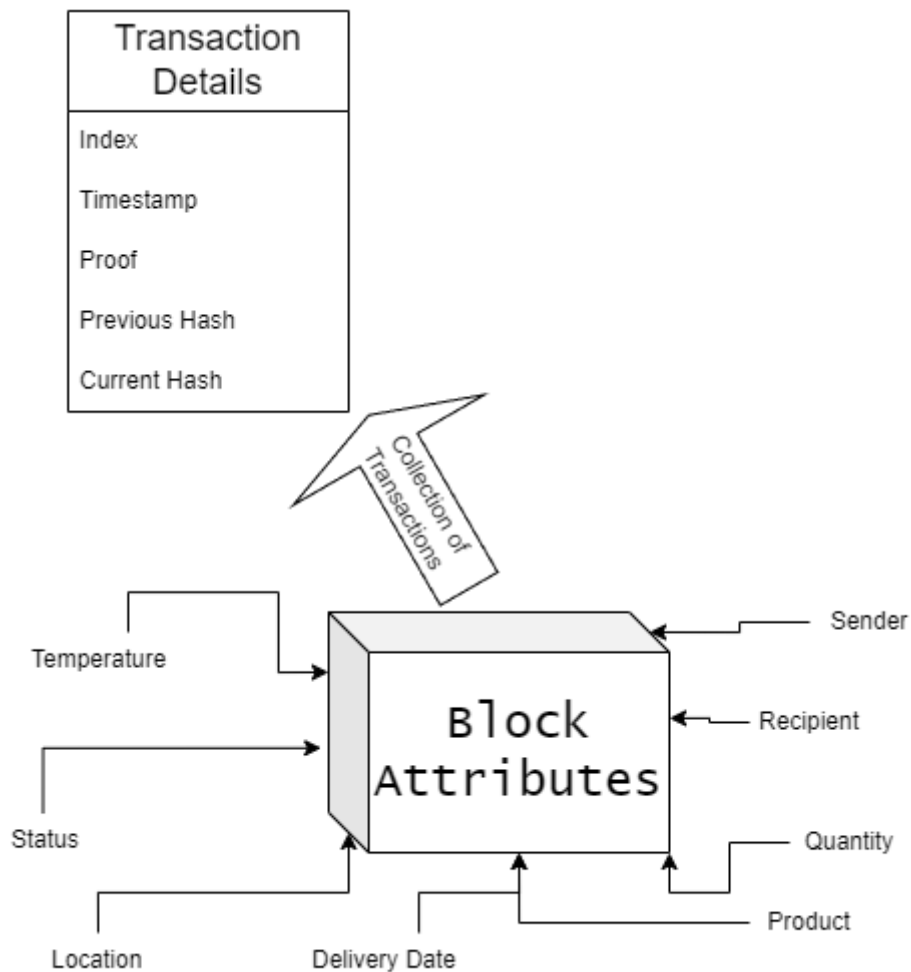 Transaction
Details
Index
Timestamp
Proof
Previous Hash
Current Hash
Collection of
Transactions
Temperature
Sender
Block
Attributes
Recipient
Status
Quantity
Product
Location
Delivery Date